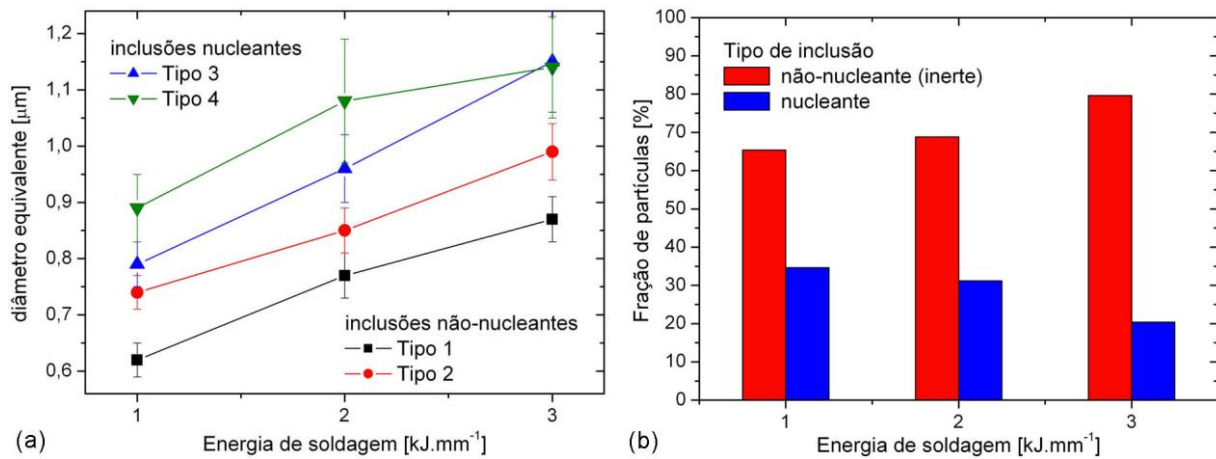 1,2
1,1
1,0
0,9
0,8
0,7
0,6
diâmetro equivalente [µm]
inclusões nucleantes
Tipo 3
Tipo 4
inclusões não-nucleantes
Tipo 1
Tipo 2
1
2
3
(a)
Energia de soldagem [kJ.mm⁻¹]
100
90
80
70
60
50
40
30
20
10
0
Fração de partículas [%]
Tipo de inclusão
não-nucleante (inerte)
nucleante
1
2
3
(b)
Energia de soldagem [kJ.mm⁻¹]